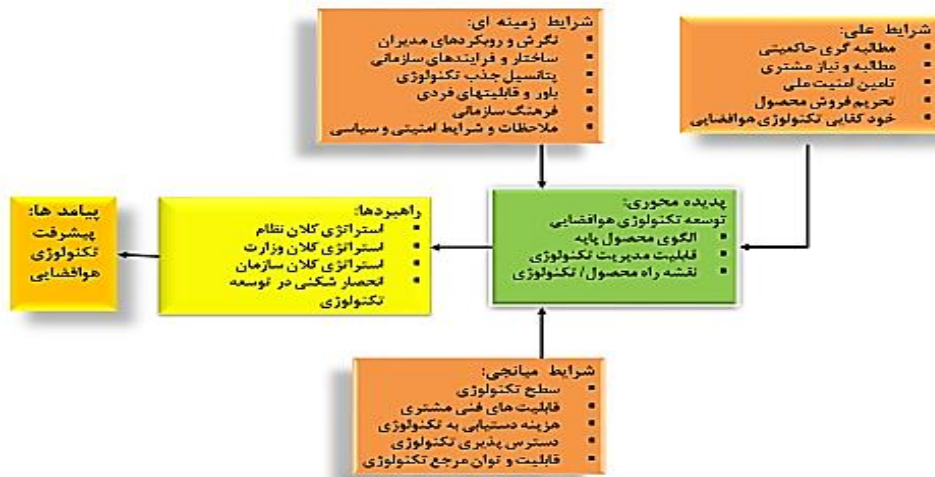 شرایط علی:
مطالبه گری حاکمیتی
مطالبه و نیاز مشتری
تامین امنیت ملی
تحریم فروش محصول
خود کفایی تکنولوژی هوافضایی
شرایط زمینه ای:
نگرش و رویکردهای مدیران
ساختار و فرایندهای سازمانی
پتانسیل جذب تکنولوژی
باور و قابلیتهای فردی
فرهنگ سازمانی
ملاحظات و شرایط امنیتی و سیاسی
پدیده محوری:
توسعه تکنولوژی هوافضایی
الگوی محصول پایه
قابلیت مدیریت تکنولوژی
نقشه راه محصول/ تکنولوژی
راهبردها:
استراتژی کلان نظام
استراتژی کلان وزارت
استراتژی کلان سازمان
انحصار شکنی در توسعه
تکنولوژی
پیامد ها:
پیشرفت
تکنولوژی
هوافضایی
شرایط میانجی:
سطح تکنولوژی
قابلیت های فنی مشتری
هزینه دستیابی به تکنولوژی
دسترس پذیری تکنولوژی
قابلیت و توان مرجع تکنولوژی